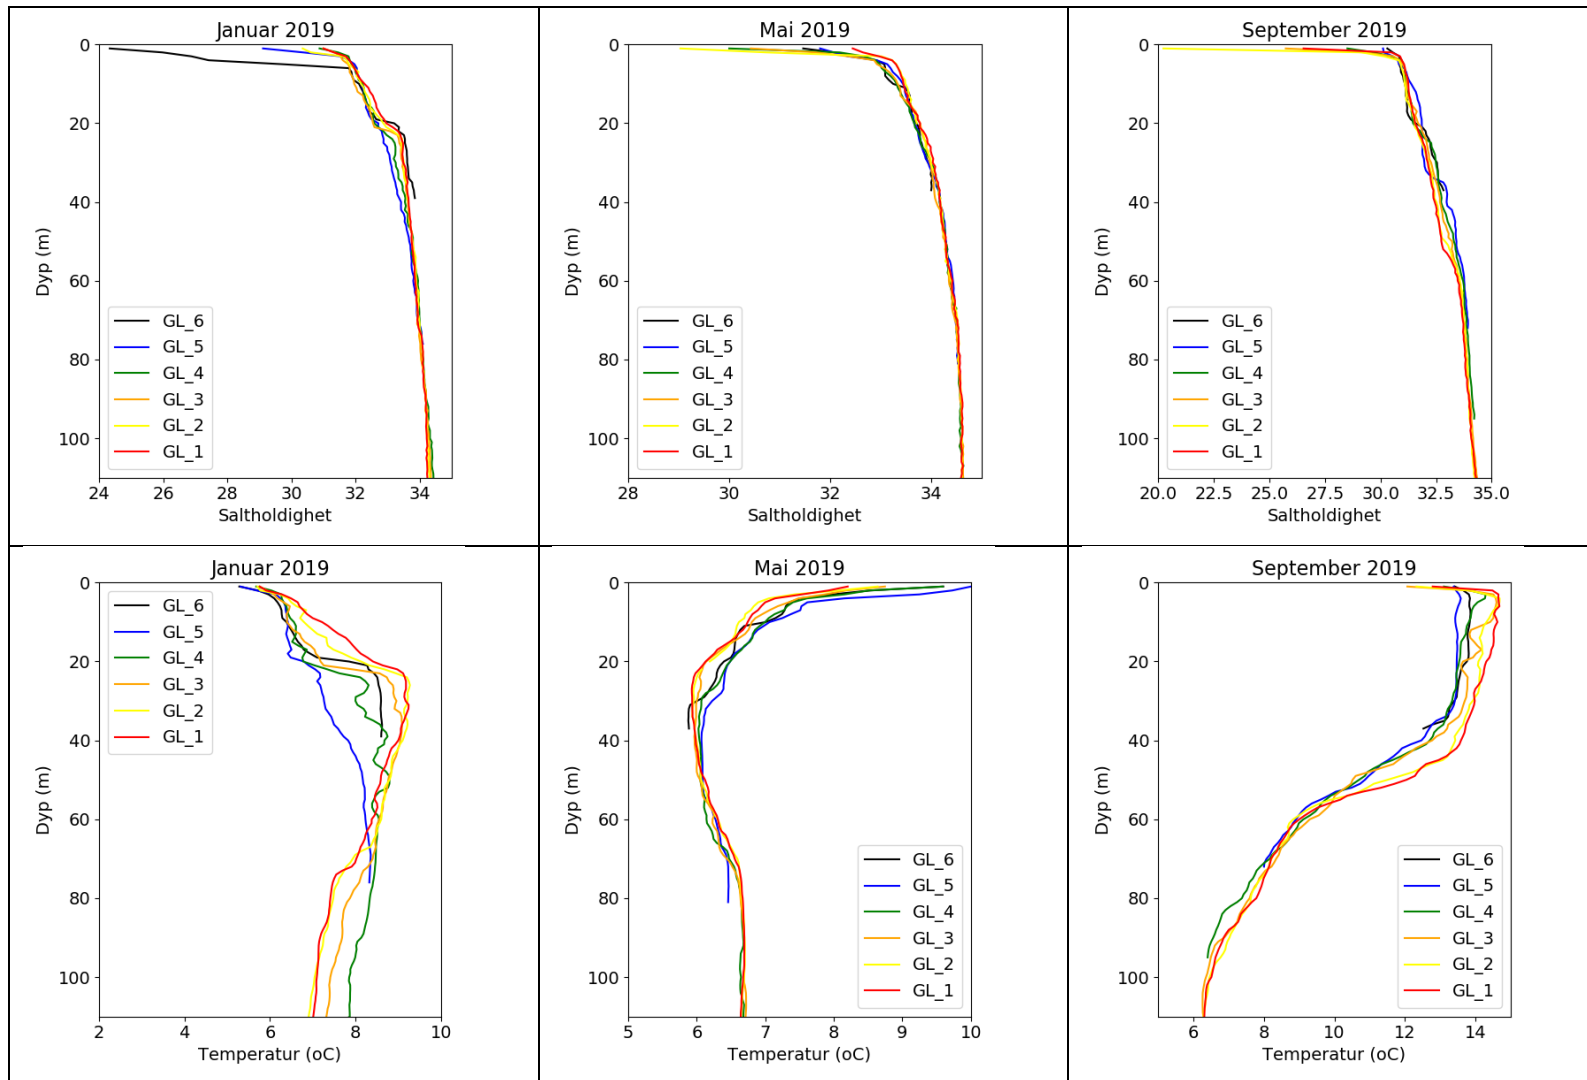 Januar 2019
0
20
40
60
80
100
Dyp (m)
GL_6
GL_5
GL_4
GL_3
GL_2
GL_1
24 26 28 30 32 34
Saltholdighet
Mai 2019
0
20
40
60
80
100
Dyp (m)
GL_6
GL_5
GL_4
GL_3
GL_2
GL_1
28 30 32 34
Saltholdighet
September 2019
0
20
40
60
80
100
Dyp (m)
GL_6
GL_5
GL_4
GL_3
GL_2
GL_1
20.0 22.5 25.0 27.5 30.0 32.5 35.0
Saltholdighet
Januar 2019
0
20
40
60
80
100
Dyp (m)
GL_6
GL_5
GL_4
GL_3
GL_2
GL_1
2 4 6 8 10
Temperatur (oC)
Mai 2019
0
20
40
60
80
100
Dyp (m)
GL_6
GL_5
GL_4
GL_3
GL_2
GL_1
5 6 7 8 9 10
Temperatur (oC)
September 2019
0
20
40
60
80
100
Dyp (m)
GL_6
GL_5
GL_4
GL_3
GL_2
GL_1
6 8 10 12 14
Temperatur (oC)